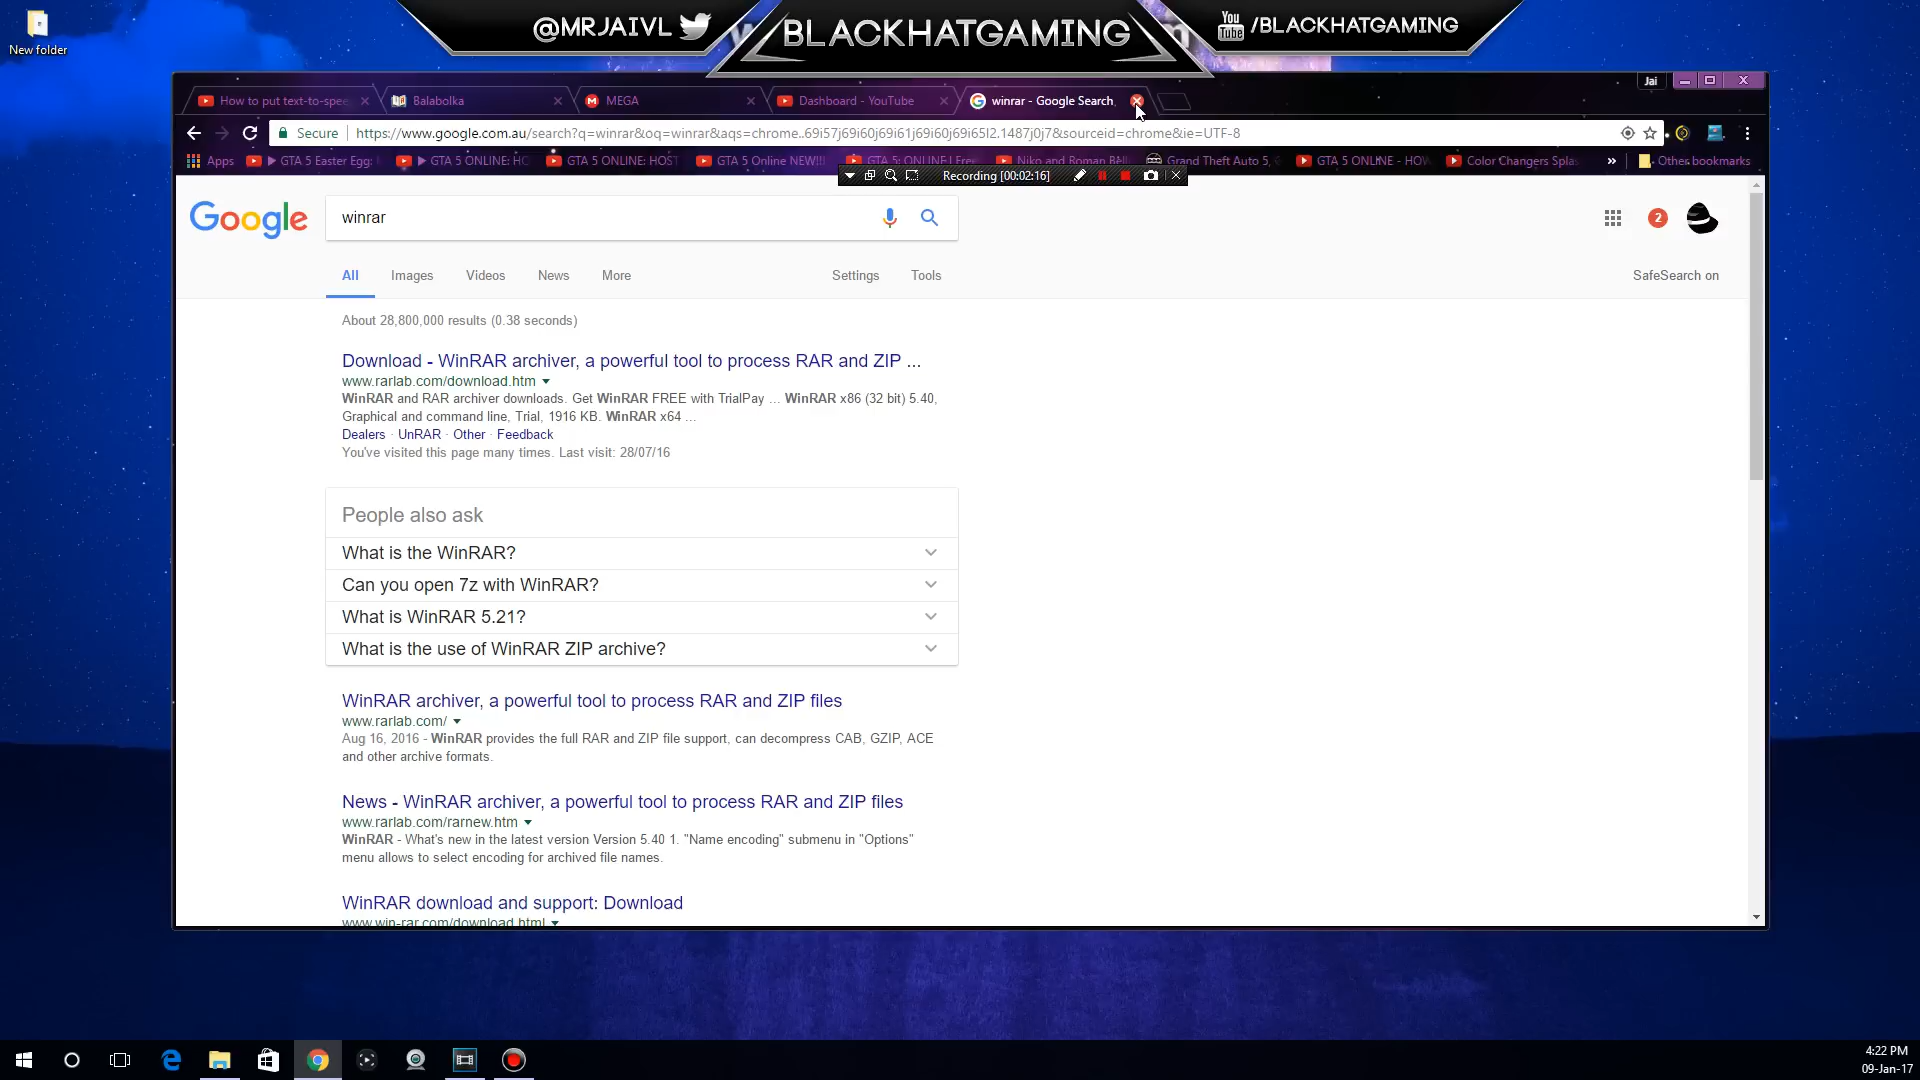 New folder
@MRJAIVL
BLACKHATGAMING
You Tube /BLACKHATGAMING
Jai
How to put text-to-spee
Balabolka
MEGA
Dashboard - YouTube
winrar - Google Search
Secure
https://www.google.com.au/search?q=winrar&oq=winrar&aqs=chrome..69i57j69i60j69i61j69i60j69i65l2.1487j0j7&sourceid=chrome&ie=UTF-8
Apps
GTA 5 Easter Egg:
GTA 5 ONLINE: HO
GTA 5 ONLINE: HOST
GTA 5 Online NEW!!!
GTA 5: ONLINE | Free
Niko and Roman Bell
Grand Theft Auto 5,
GTA 5 ONLINE - HOW
Color Changers Splas
»
Other bookmarks
Recording [00:02:16]
Google
winrar
2
All
Images
Videos
News
More
Settings
Tools
SafeSearch on
About 28,800,000 results (0.38 seconds)
Download - WinRAR archiver, a powerful tool to process RAR and ZIP ...
www.rarlab.com/download.htm
WinRAR and RAR archiver downloads. Get WinRAR FREE with TrialPay ... WinRAR x86 (32 bit) 5.40,
Graphical and command line, Trial, 1916 KB. WinRAR x64 ...
Dealers · UnRAR · Other · Feedback
You've visited this page many times. Last visit: 28/07/16
People also ask
What is the WinRAR?
Can you open 7z with WinRAR?
What is WinRAR 5.21?
What is the use of WinRAR ZIP archive?
WinRAR archiver, a powerful tool to process RAR and ZIP files
www.rarlab.com/
Aug 16, 2016 - WinRAR provides the full RAR and ZIP file support, can decompress CAB, GZIP, ACE
and other archive formats.
News - WinRAR archiver, a powerful tool to process RAR and ZIP files
www.rarlab.com/rarnew.htm
WinRAR - What's new in the latest version Version 5.40 1. "Name encoding" submenu in "Options"
menu allows to select encoding for archived file names.
WinRAR download and support: Download
www.win-rar.com/download.html
4:22 PM
09-Jan-17